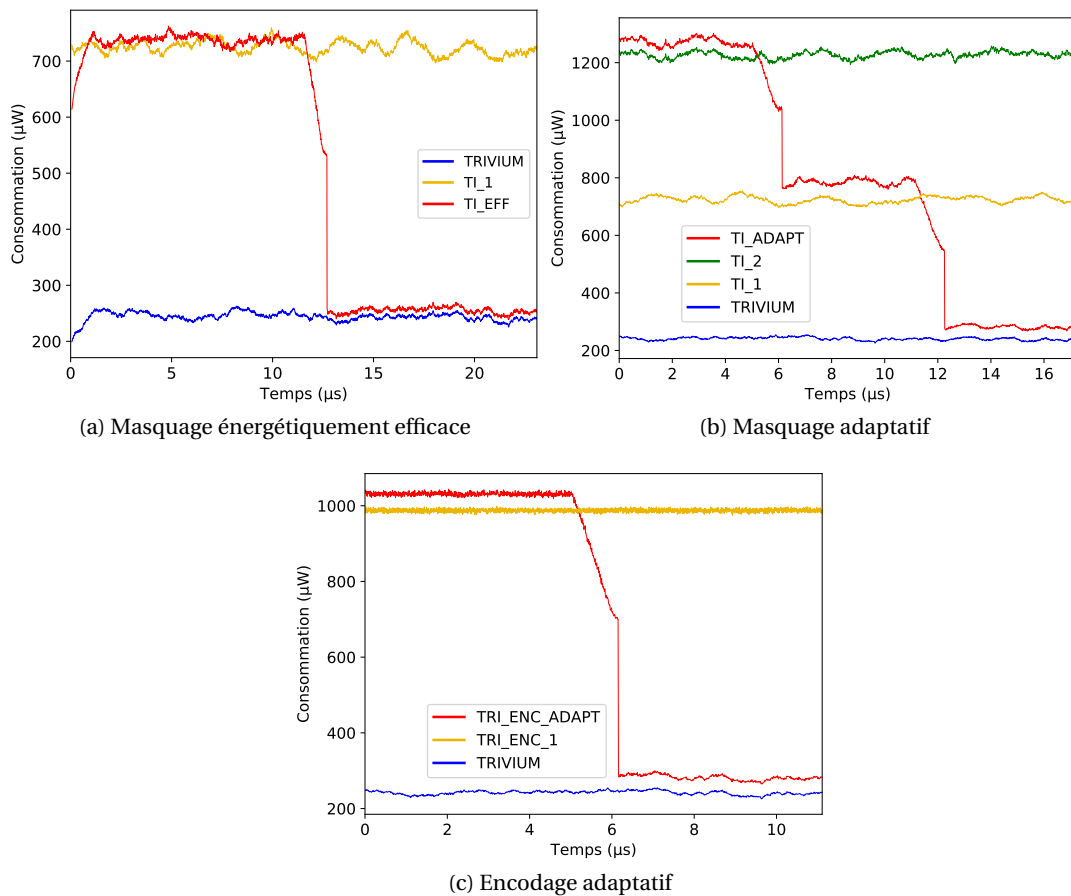 700
600
500
400
300
200
Consommation (µW)
TRIVIUM
TI_1
TI_EFF
0 5 10 15 20
Temps (µs)
(a) Masquage énergétiquement efficace
1200
1000
800
600
400
200
Consommation (µW)
TI_ADAPT
TI_2
TI_1
TRIVIUM
0 2 4 6 8 10 12 14 16
Temps (µs)
(b) Masquage adaptatif
1000
800
600
400
200
Consommation (µW)
TRI_ENC_ADAPT
TRI_ENC_1
TRIVIUM
0 2 4 6 8 10
Temps (µs)
(c) Encodage adaptatif